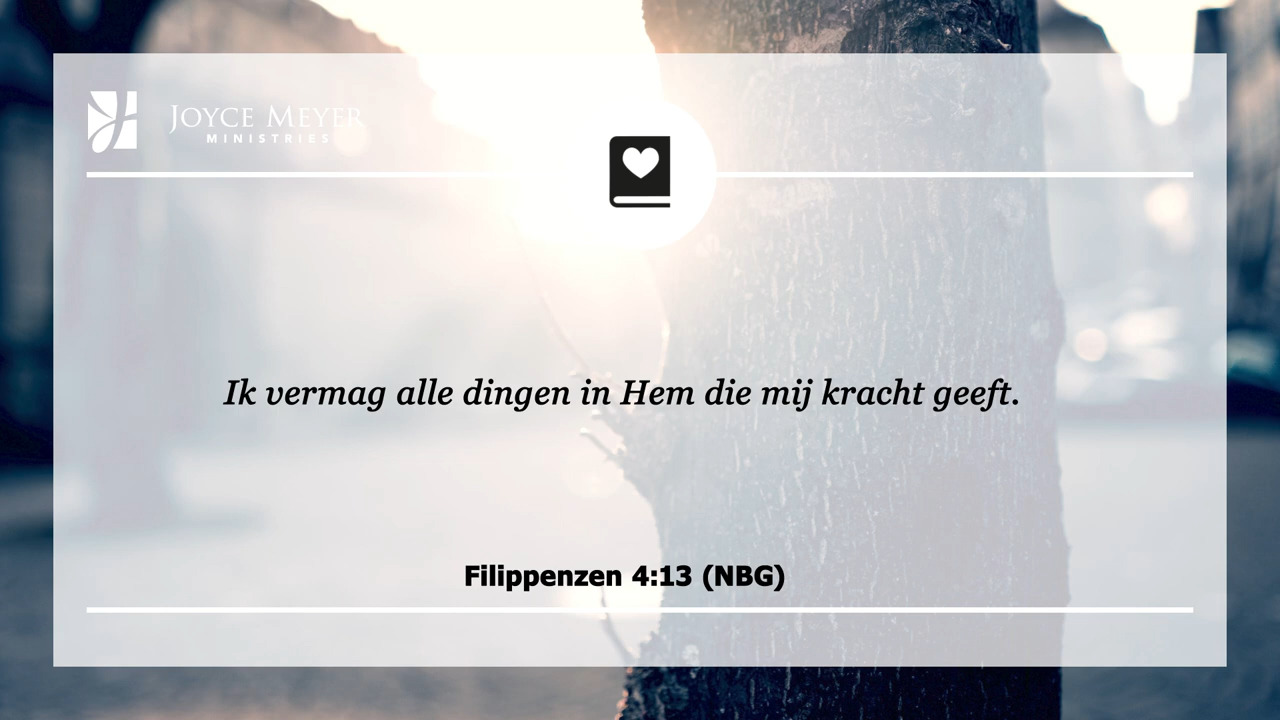 JOYCE MEYER
MINISTRIES
Ik vermag alle dingen in Hem die mij kracht geeft.
Filippenzen 4:13 (NBG)